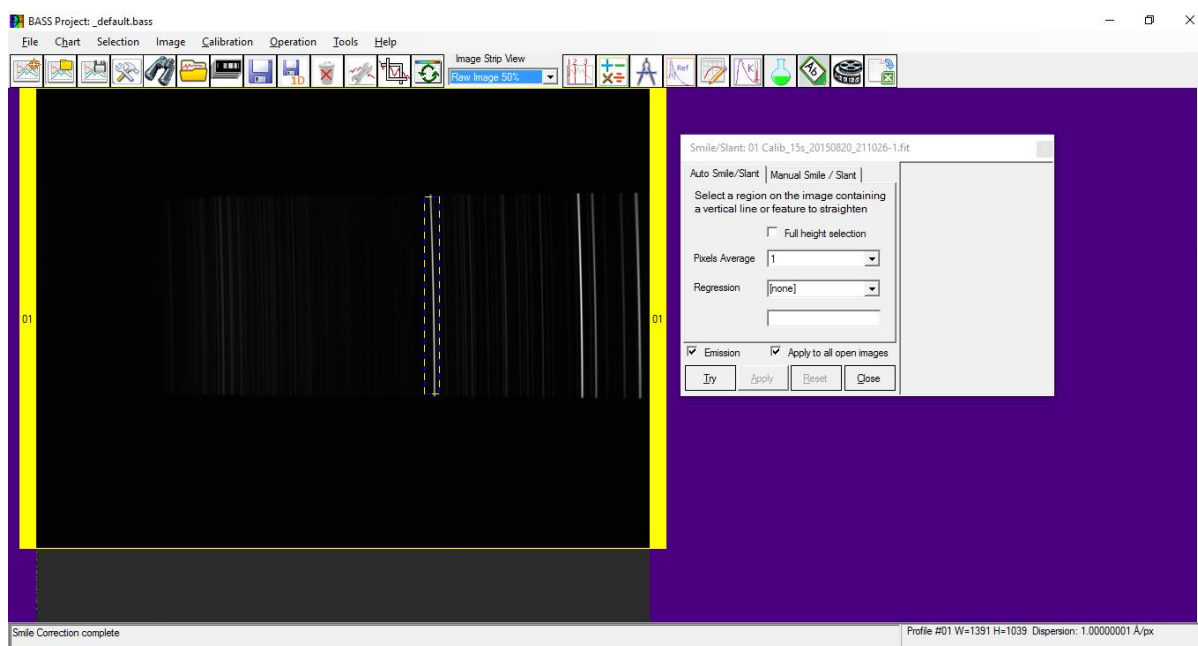 BASS Project: _default.bass
File Chart Selection Image Calibration Operation Tools Help
Image Strip View
Raw Image 50%
1D
Ref
K
AG
Smile/Slant: 01 Calib_15s_20150820_211026-1.fit
Auto Smile/Slant Manual Smile / Slant
Select a region on the image containing
a vertical line or feature to straighten
Full height selection
Pixels Average 1
Regression [none]
01 01
Emission Apply to all open images
Try Apply Reset Close
Smile Correction complete
Profile #01 W=1391 H=1039 Dispersion: 1.00000001 Å/px